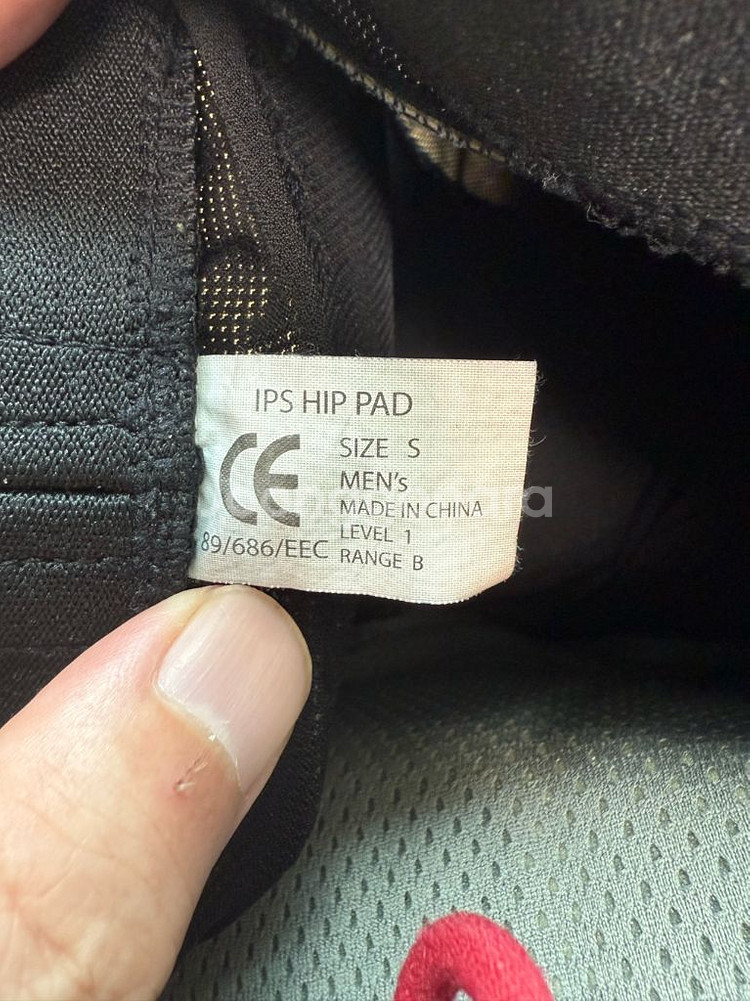 IPS HIP PAD
CE
SIZE S
MEN's
MADE IN CHINA
LEVEL 1
89/686/EEC
RANGE B